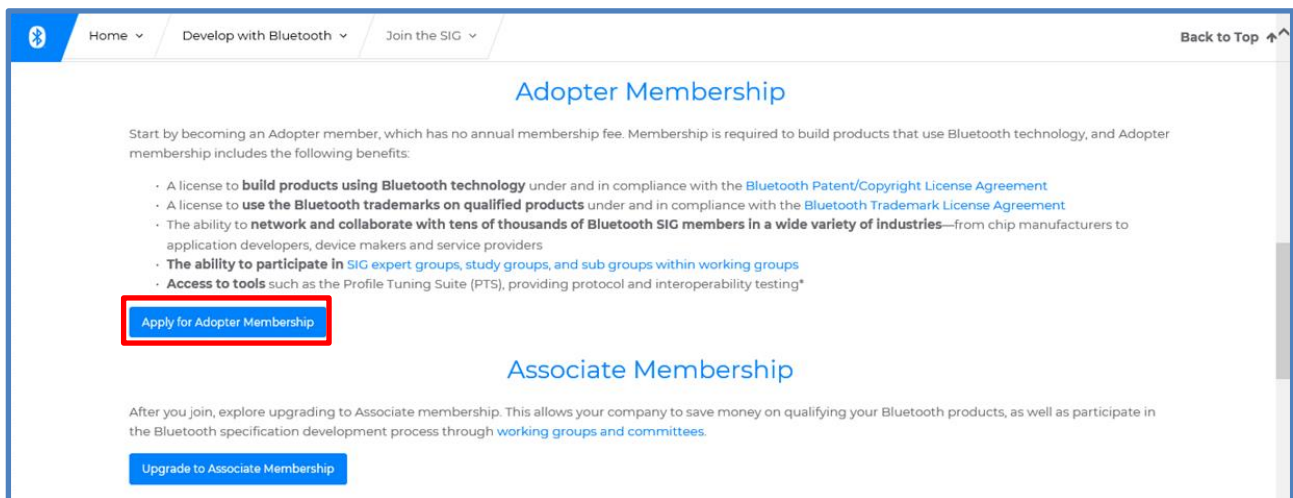 Home
Develop with Bluetooth
Join the SIG
Back to Top
Adopter Membership
Start by becoming an Adopter member, which has no annual membership fee. Membership is required to build products that use Bluetooth technology, and Adopter
membership includes the following benefits:
· A license to build products using Bluetooth technology under and in compliance with the Bluetooth Patent/Copyright License Agreement
· A license to use the Bluetooth trademarks on qualified products under and in compliance with the Bluetooth Trademark License Agreement
· The ability to network and collaborate with tens of thousands of Bluetooth SIG members in a wide variety of industries—from chip manufacturers to
application developers, device makers and service providers
· The ability to participate in SIG expert groups, study groups, and sub groups within working groups
· Access to tools such as the Profile Tuning Suite (PTS), providing protocol and interoperability testing*
Apply for Adopter Membership
Associate Membership
After you join, explore upgrading to Associate membership. This allows your company to save money on qualifying your Bluetooth products, as well as participate in
the Bluetooth specification development process through working groups and committees.
Upgrade to Associate Membership